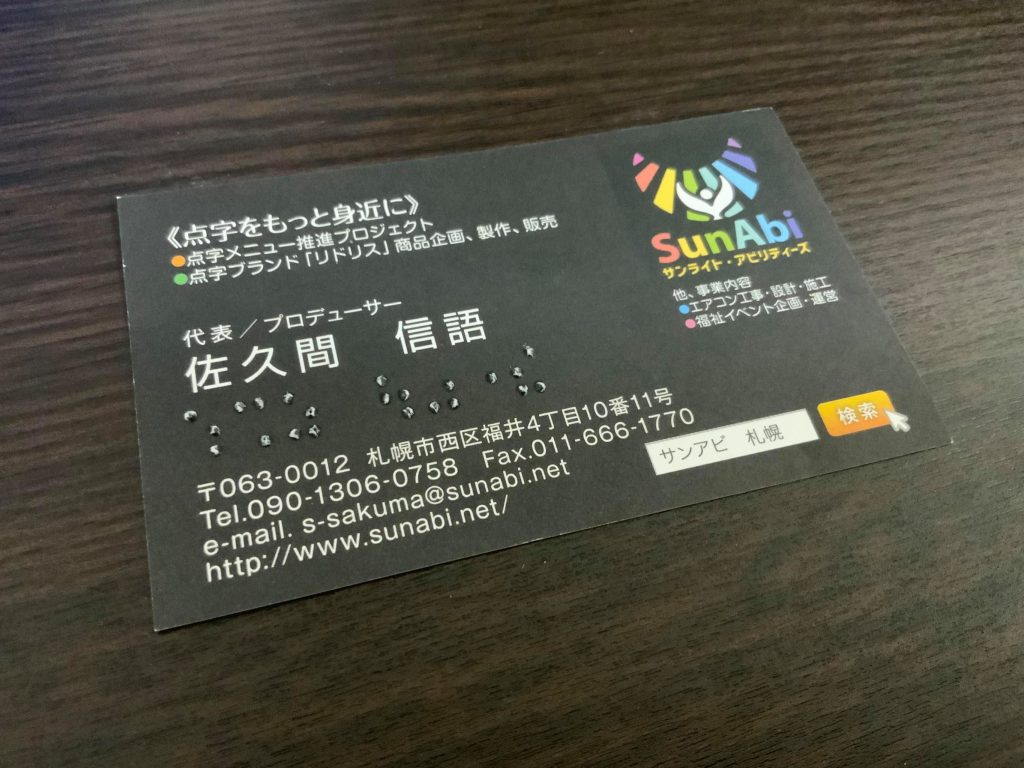 《点字をもっと身近に》
●点字メニュー推進プロジェクト
●点字ブランド「リドリス」商品企画、製作、販売
代表／プロデューサー
佐久間 信語
〒063-0012 札幌市西区福井4丁目10番11号
Tel.090-1306-0758 Fax.011-666-1770
e-mail. s-sakuma@sunabi.net
http://www.sunabi.net/
SunAbi
サンライト・アビリティーズ
他、事業内容
●エアコン工事・設計・施工
●福祉イベント企画・運営
サンアビ 札幌
検索